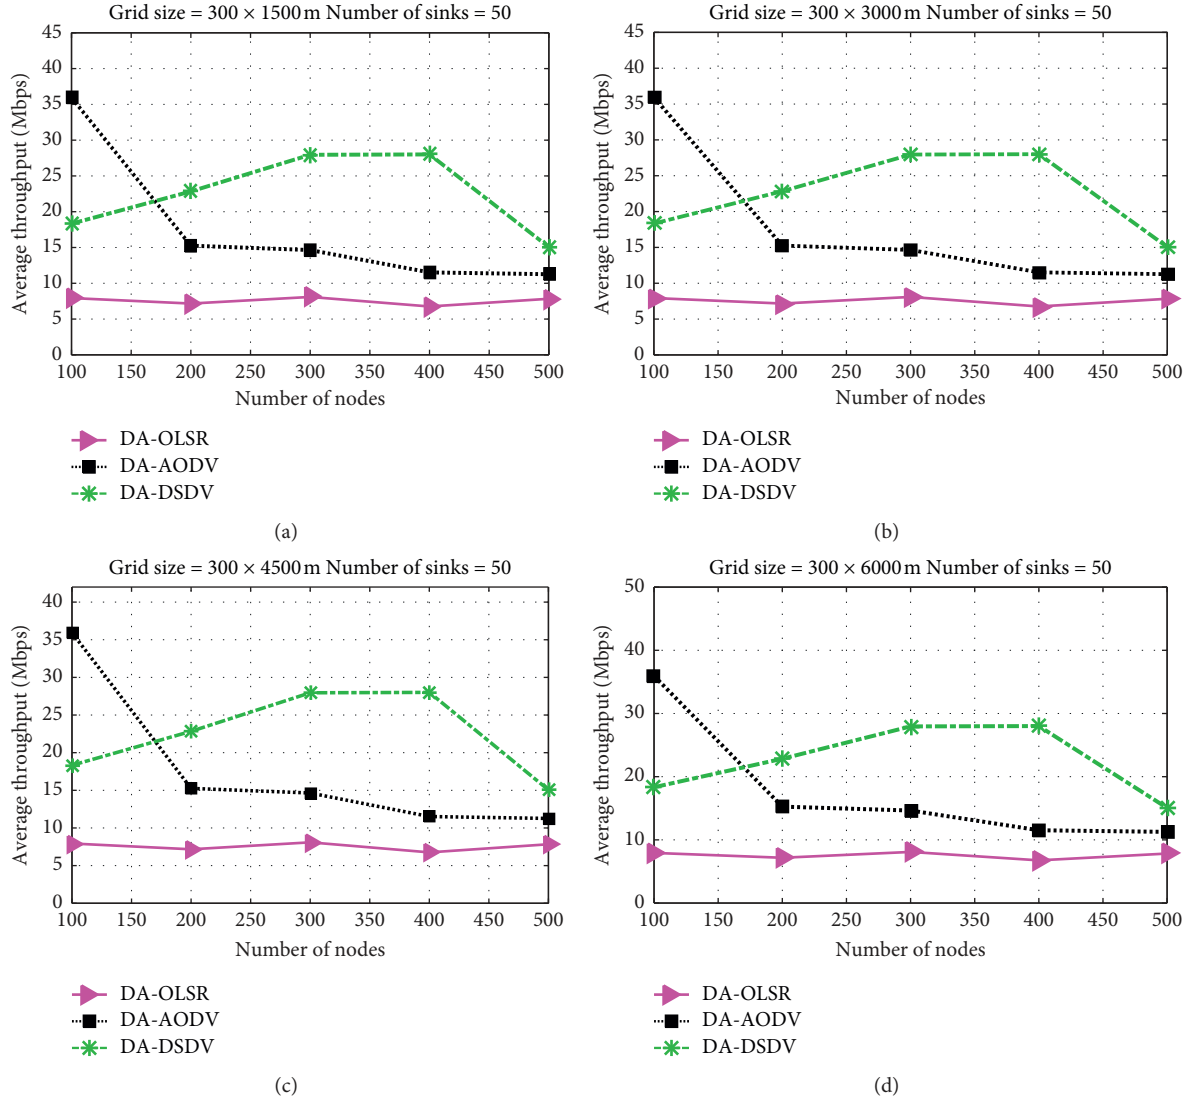 Grid size = 300 × 1500 m Number of sinks = 50
Average throughput (Mbps)
45
40
35
30
25
20
15
10
5
0
100 150 200 250 300 350 400 450 500
Number of nodes
DA-OLSR
DA-AODV
DA-DSDV
(a)
Grid size = 300 × 3000 m Number of sinks = 50
Average throughput (Mbps)
45
40
35
30
25
20
15
10
5
0
100 150 200 250 300 350 400 450 500
Number of nodes
DA-OLSR
DA-AODV
DA-DSDV
(b)
Grid size = 300 × 4500 m Number of sinks = 50
Average throughput (Mbps)
40
35
30
25
20
15
10
5
0
100 150 200 250 300 350 400 450 500
Number of nodes
DA-OLSR
DA-AODV
DA-DSDV
(c)
Grid size = 300 × 6000 m Number of sinks = 50
Average throughput (Mbps)
50
40
30
20
10
0
100 150 200 250 300 350 400 450 500
Number of nodes
DA-OLSR
DA-AODV
DA-DSDV
(d)